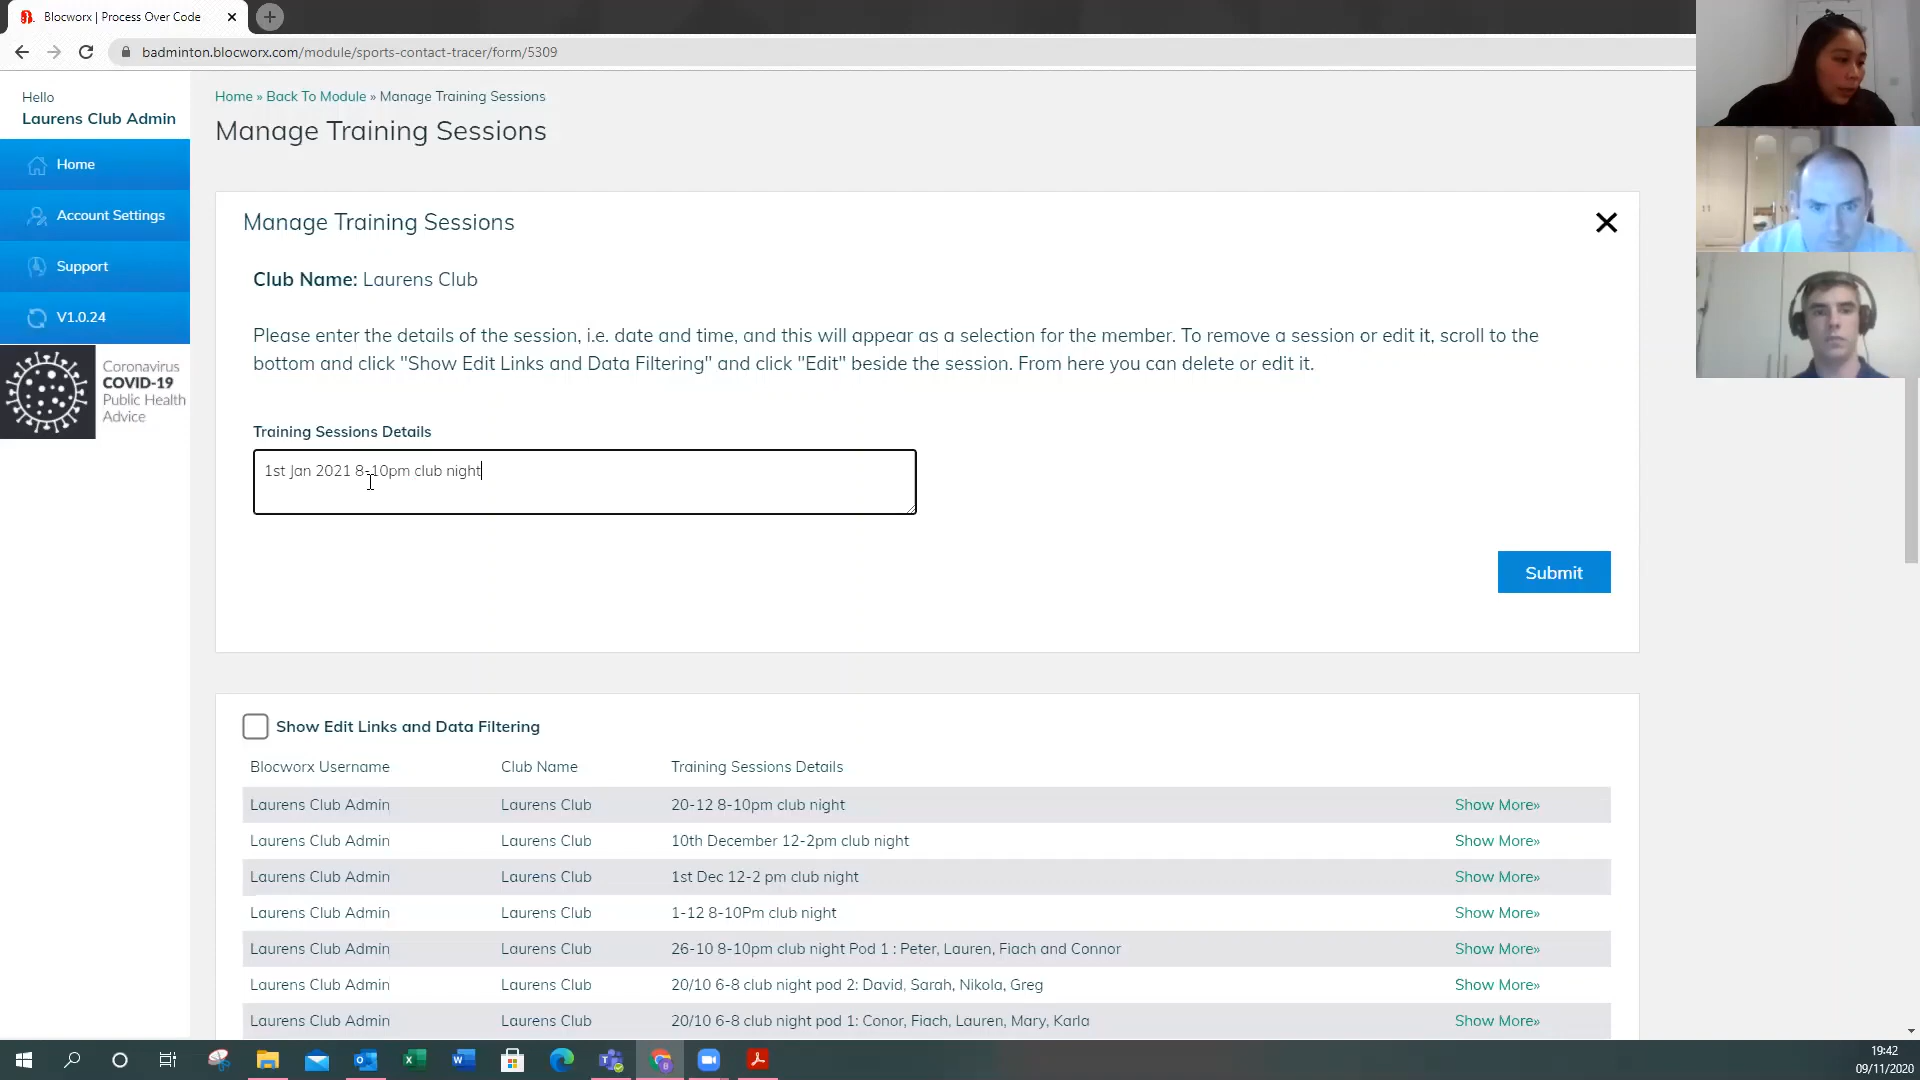 Blocworx | Process Over Code
badminton.blocworx.com/module/sports-contact-tracer/form/5309
Hello
Laurens Club Admin
Home
Account Settings
Support
V1.0.24
Coronavirus
COVID-19
Public Health
Advice
Home » Back To Module » Manage Training Sessions
Manage Training Sessions
Manage Training Sessions
Club Name: Laurens Club
Please enter the details of the session, i.e. date and time, and this will appear as a selection for the member. To remove a session or edit it, scroll to the
bottom and click "Show Edit Links and Data Filtering" and click "Edit" beside the session. From here you can delete or edit it.
Training Sessions Details
1st Jan 2021 8-10pm club night
Submit
Show Edit Links and Data Filtering
Blocworx Username Club Name Training Sessions Details
Laurens Club Admin Laurens Club 20-12 8-10pm club night Show More»
Laurens Club Admin Laurens Club 10th December 12-2pm club night Show More»
Laurens Club Admin Laurens Club 1st Dec 12-2 pm club night Show More»
Laurens Club Admin Laurens Club 1-12 8-10Pm club night Show More»
Laurens Club Admin Laurens Club 26-10 8-10pm club night Pod 1 : Peter, Lauren, Fiach and Connor Show More»
Laurens Club Admin Laurens Club 20/10 6-8 club night pod 2: David, Sarah, Nikola, Greg Show More»
Laurens Club Admin Laurens Club 20/10 6-8 club night pod 1: Conor, Fiach, Lauren, Mary, Karla Show More»
19:42
09/11/2020